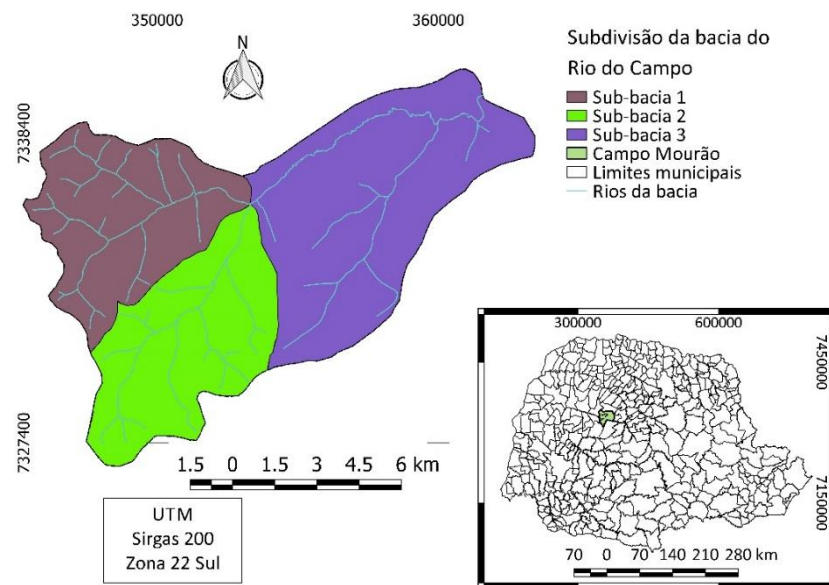 350000
360000
N
7338400
7327400
Subdivisão da bacia do
Rio do Campo
Sub-bacia 1
Sub-bacia 2
Sub-bacia 3
Campo Mourão
Limites municipais
Rios da bacia
1.5 0 1.5 3 4.5 6 km
UTM
Sirgas 200
Zona 22 Sul
300000
600000
7450000
7150000
70 0 70 140 210 280 km